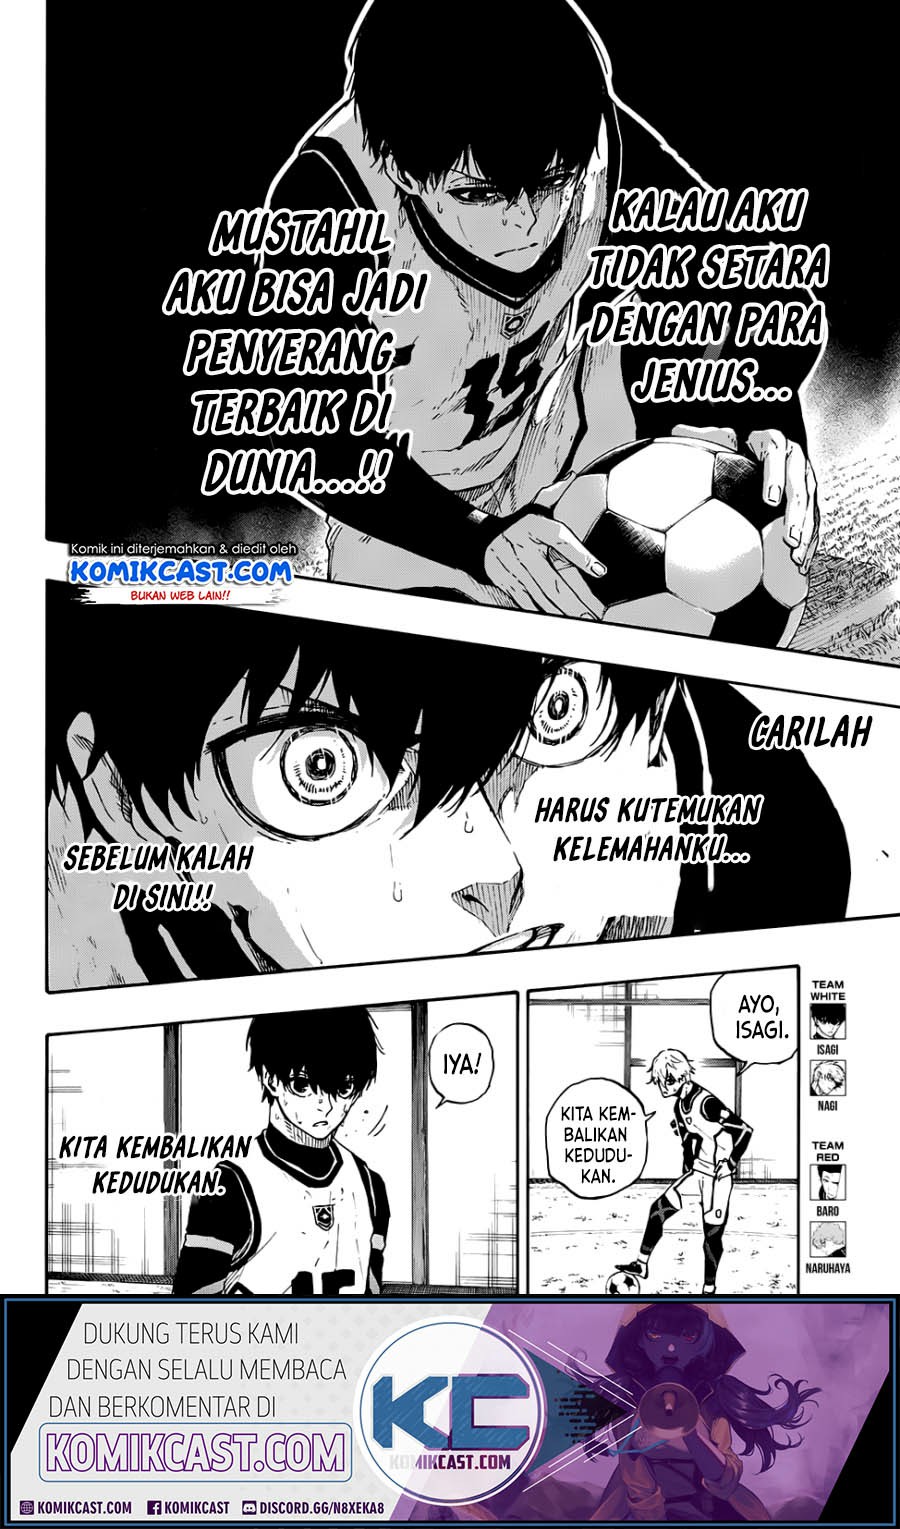 KALAU AKU
TIDAK SETARA
DENGAN PARA
JENIUS...
MUSTAHIL
AKU BISA JADI
PENYERANG
TERBAIK DI
DUNIA....!!
15
Komik ini diterjemahkan & diedit oleh
KOMIKCAST.COM
BUKAN WEB LAIN!!
CARILAH
HARUS KUTEMUKAN
KELEMAHANKU...
SEBELUM KALAH
DI SINI!!
TEAM
WHITE
ISAGI
NAGI
TEAM
RED
BARO
NARUHAYA
AYO,
ISAGI.
KITA KEM-
BALIKAN
KEDUDU-
KAN.
IYA!
KITA KEMBALIKAN
KEDUDUKAN.
15
DUKUNG TERUS KAMI
DENGAN SELALU MEMBACA
DAN BERKOMENTAR DI
KOMIKCAST.COM
KC
KOMIKCAST.COM
KOMIKCAST.COM
KOMIKCAST
DISCORD.GG/N8XEKA8